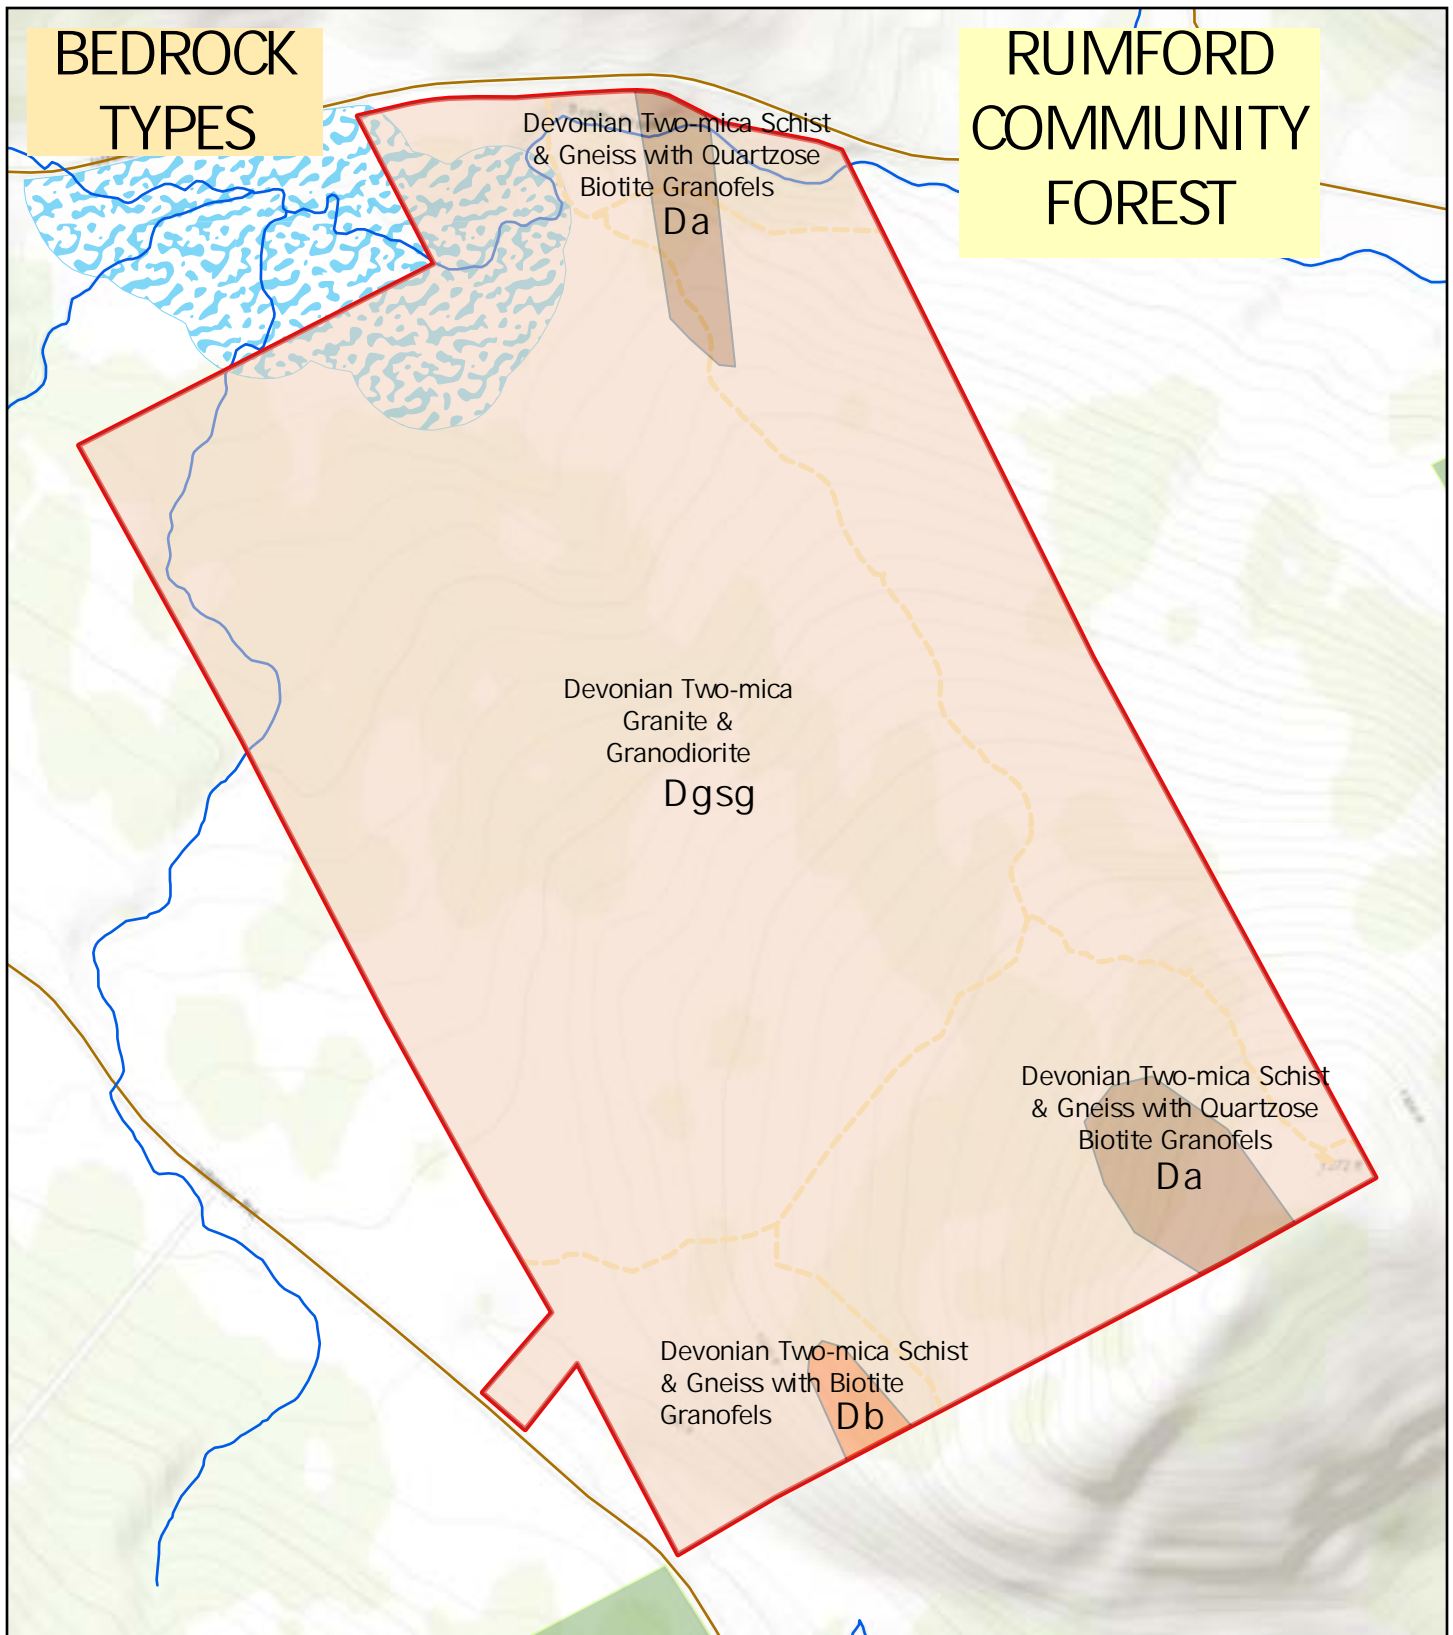 BEDROCK
TYPES
RUMFORD
COMMUNITY
FOREST
Devonian Two-mica Schist
& Gneiss with Quartzose
Biotite Granofels
Da
Devonian Two-mica
Granite &
Granodiorite
Dgsg
Devonian Two-mica Schist
& Gneiss with Quartzose
Biotite Granofels
Da
Devonian Two-mica Schist
& Gneiss with Biotite
Granofels
Db